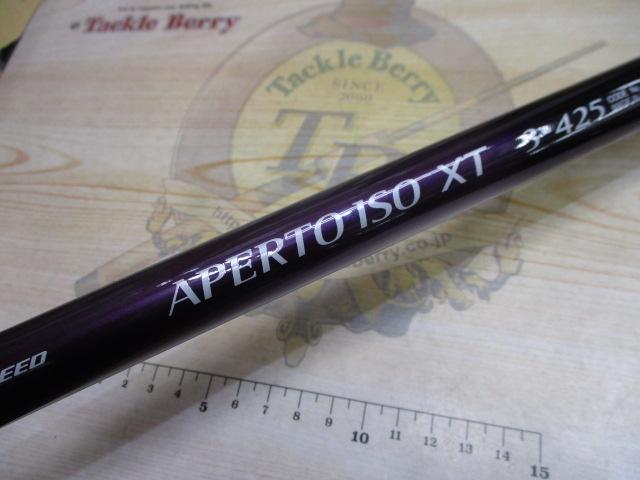 Tackle Berry
Tackle Berry
SINCE
2000
TB
APERTO ISO XT 3 425
EED
2 3 4 5 6 7 8 9 10 11 12 13 14 15